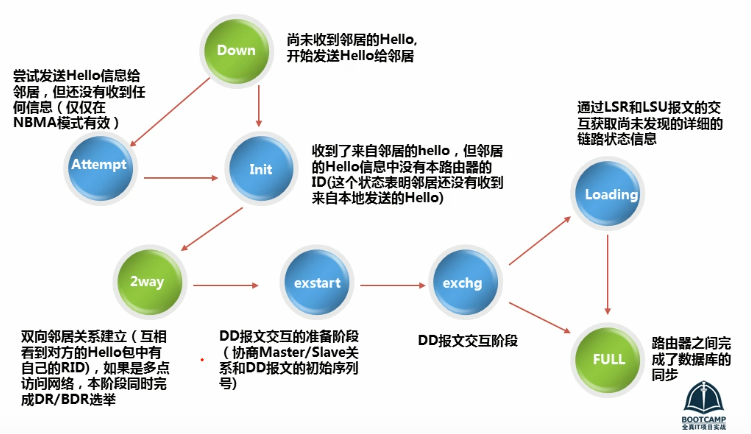 Down
尚未收到邻居的Hello,
开始发送Hello给邻居
尝试发送Hello信息给
邻居，但还没有收到任
何信息（仅仅在
NBMA模式有效）
Attempt
Init
收到了来自邻居的hello，但邻居
的Hello信息中没有本路由器的
ID(这个状态表明邻居还没有收到
来自本地发送的Hello)
通过LSR和LSU报文的交
互获取尚未发现的详细的
链路状态信息
Loading
2way
exstart
exchg
双向邻居关系建立（互相
看到对方的Hello包中有
自己的RID)，如果是多点
访问网络，本阶段同时完
成DR/BDR选举
DD报文交互的准备阶段
（协商Master/Slave关
系和DD报文的初始序列
号）
DD报文交互阶段
FULL
路由器之间完
成了数据库的
同步
BOOTCAMP
全真IT项目实战